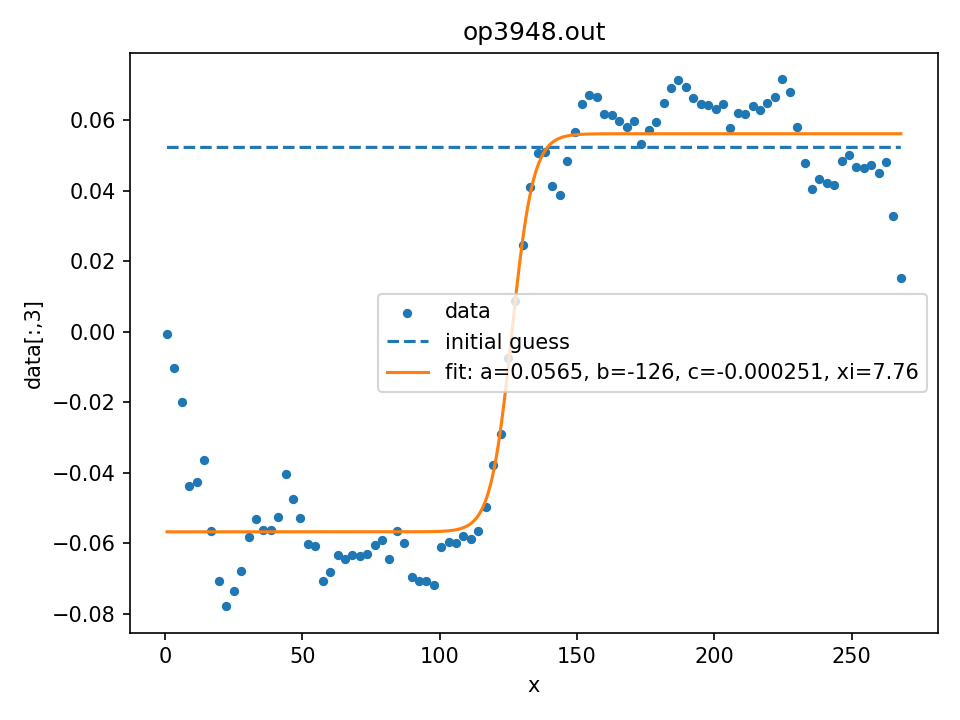 op3948.out
0.06
0.04
0.02
0.00
−0.02
−0.04
−0.06
−0.08
data[:,3]
data
initial guess
fit: a=0.0565, b=-126, c=-0.000251, xi=7.76
0 50 100 150 200 250
x